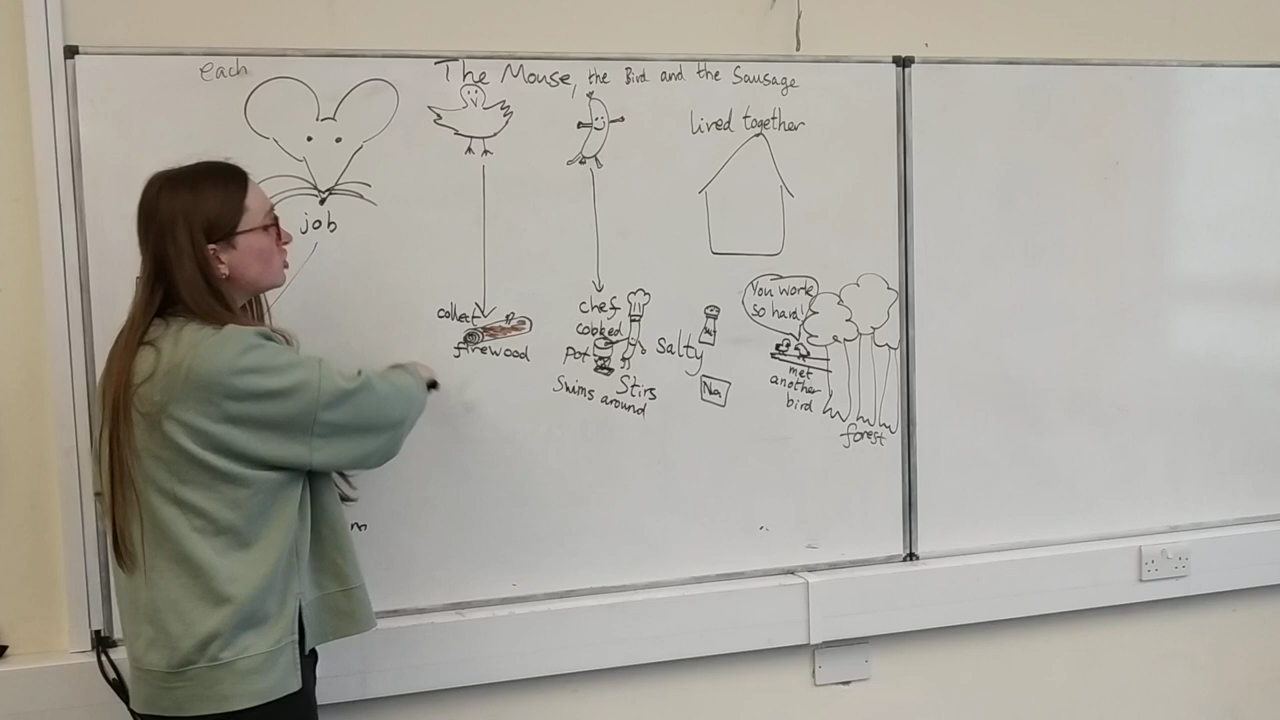 each
The Mouse, the Bird and the Sausage
lived together
job
collect
firewood
chef
cooked
pot
Swims around
Stirs
Salty
Na
You work
so hard!
met
another
bird
forest
m